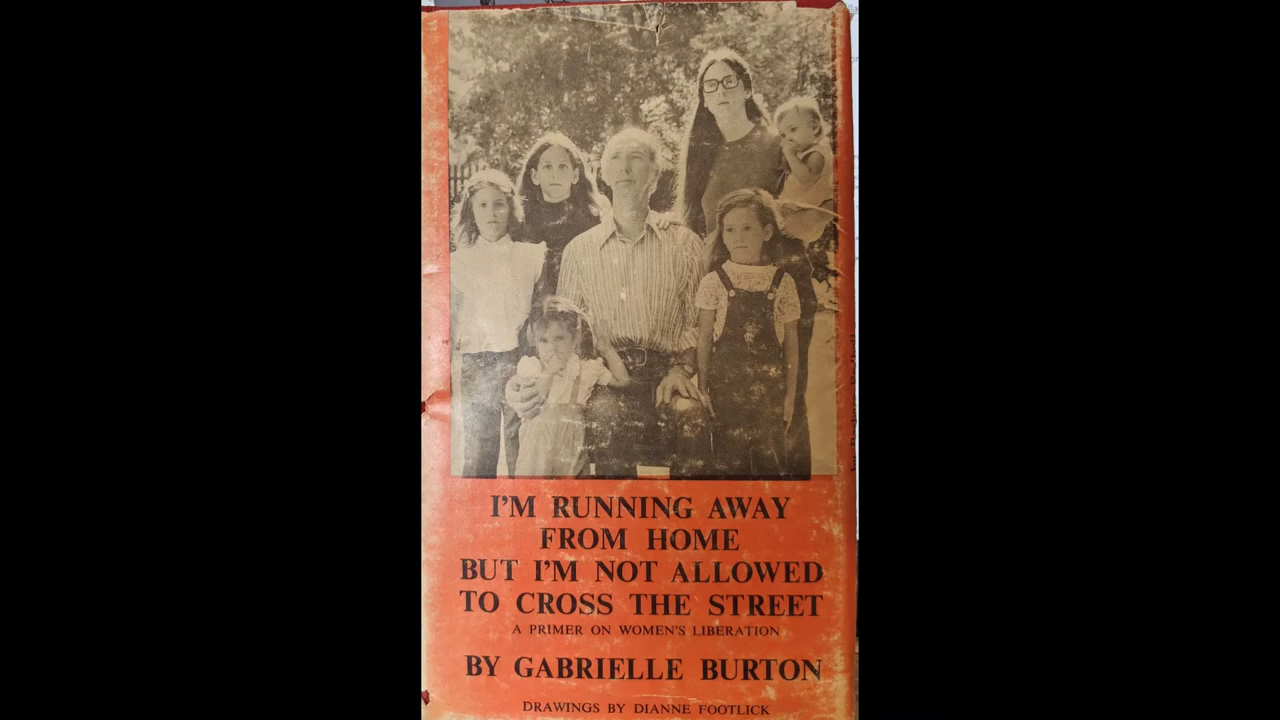 I'M RUNNING AWAY
FROM HOME
BUT I'M NOT ALLOWED
TO CROSS THE STREET
A PRIMER ON WOMEN'S LIBERATION
BY GABRIELLE BURTON
DRAWINGS BY DIANNE FOOTLICK